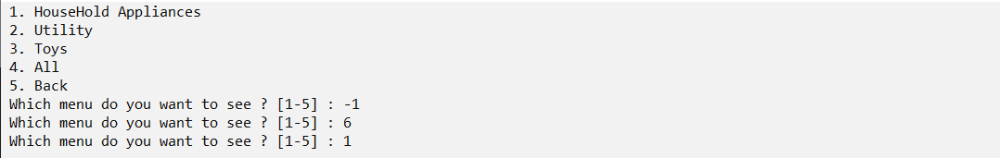 1. HouseHold Appliances
2. Utility
3. Toys
4. All
5. Back
Which menu do you want to see ? [1-5] : -1
Which menu do you want to see ? [1-5] : 6
Which menu do you want to see ? [1-5] : 1